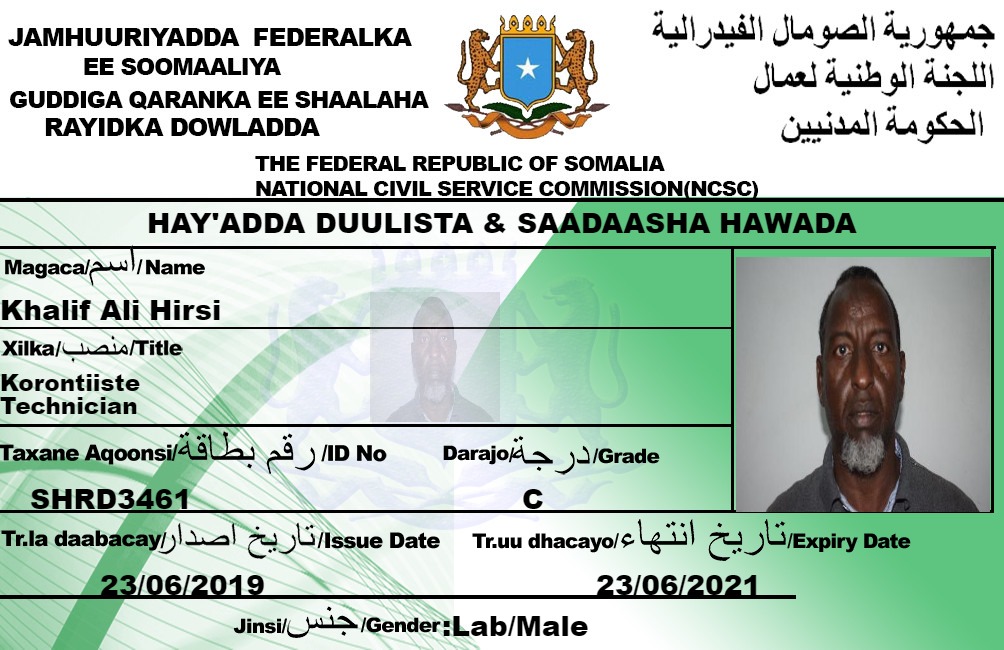 JAMHUURIYADDA FEDERALKA
EE SOOMAALIYA
GUDDIGA QARANKA EE SHAALAHA
RAYIDKA DOWLADDA
جمهورية الصومال الفيدرالية
اللجنة الوطنية لعمال
الحكومة المدنيين
THE FEDERAL REPUBLIC OF SOMALIA
NATIONAL CIVIL SERVICE COMMISSION(NCSC)
HAY'ADDA DUULISTA & SAADAASHA HAWADA
Magaca/اسم/Name
Khalif Ali Hirsi
Xilka/منصب/Title
Korontiiste
Technician
Taxane Aqoonsi/رقم بطاقة/ID No
SHRD3461
Darajo/درجة/Grade
C
Tr.la daabacay/تاريخ اصدار/Issue Date
23/06/2019
Tr.uu dhacayo/تاريخ انتهاء/Expiry Date
23/06/2021
Jinsi/جنس/Gender:Lab/Male